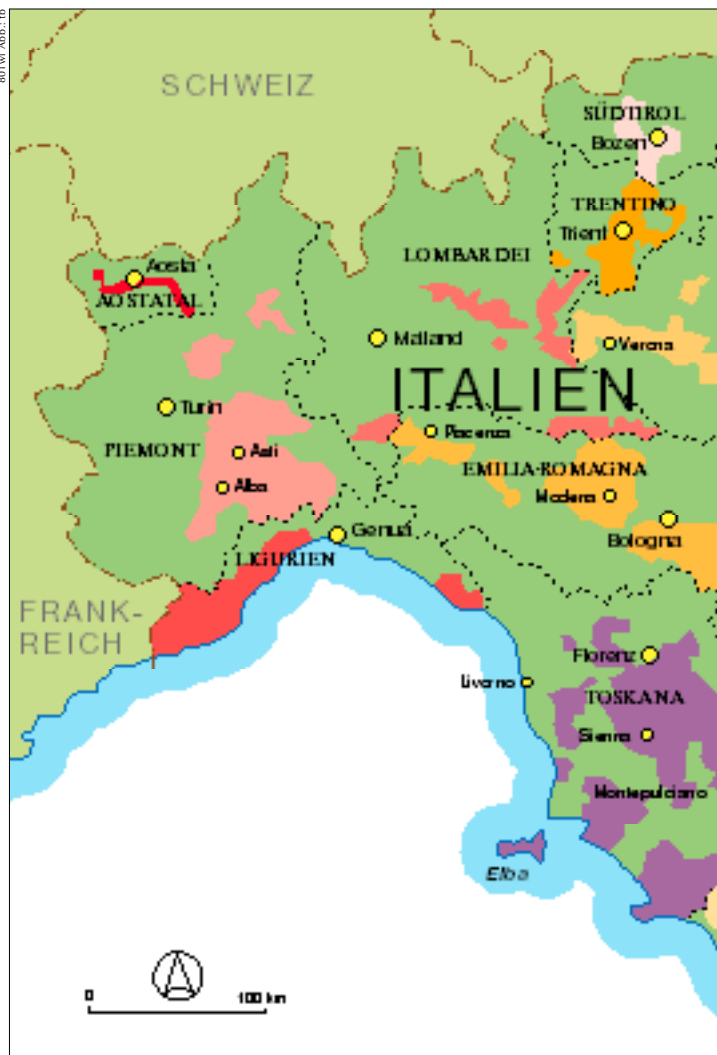 SCHWEIZ
SÜDTIROL
Bozen
TRENTINO
Trient
LOMBARDEI
Aosta
AOSTATAL
Mailand
Verona
ITALIEN
Turin
Piacenza
PIEMONT
Asti
EMILIA-ROMAGNA
Alba
Modena
Genua
Bologna
LIGURIEN
FRANK-
REICH
Florenz
Livorno
TOSKANA
Sienna
Montepulciano
Elba
0
100 km